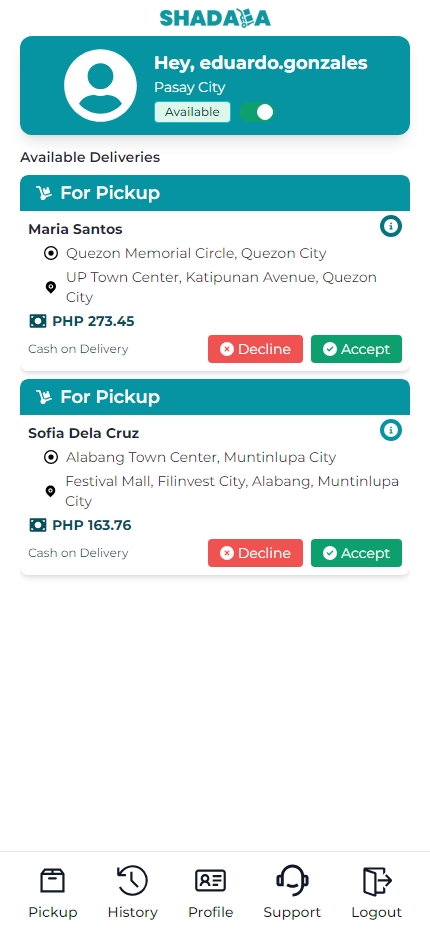 SHADALA
Hey, eduardo.gonzales
Pasay City
Available
Available Deliveries
For Pickup
Maria Santos
Quezon Memorial Circle, Quezon City
UP Town Center, Katipunan Avenue, Quezon
City
PHP 273.45
Cash on Delivery
Decline
Accept
For Pickup
Sofia Dela Cruz
Alabang Town Center, Muntinlupa City
Festival Mall, Filinvest City, Alabang, Muntinlupa
City
PHP 163.76
Cash on Delivery
Decline
Accept
Pickup
History
Profile
Support
Logout